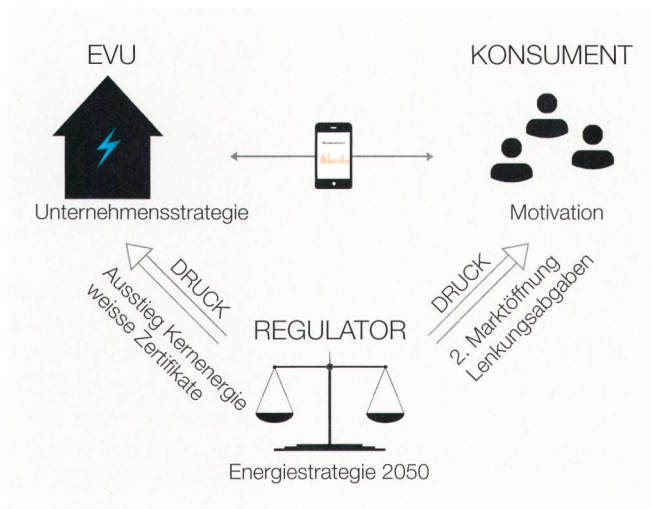 EVU
KONSUMENT
Unternehmensstrategie
Motivation
DRUCK
Ausstieg Kernenergie
weisse Zertifikate
DRUCK
2. Marktöffnung
Lenkungsabgaben
REGULATOR
Energiestrategie 2050